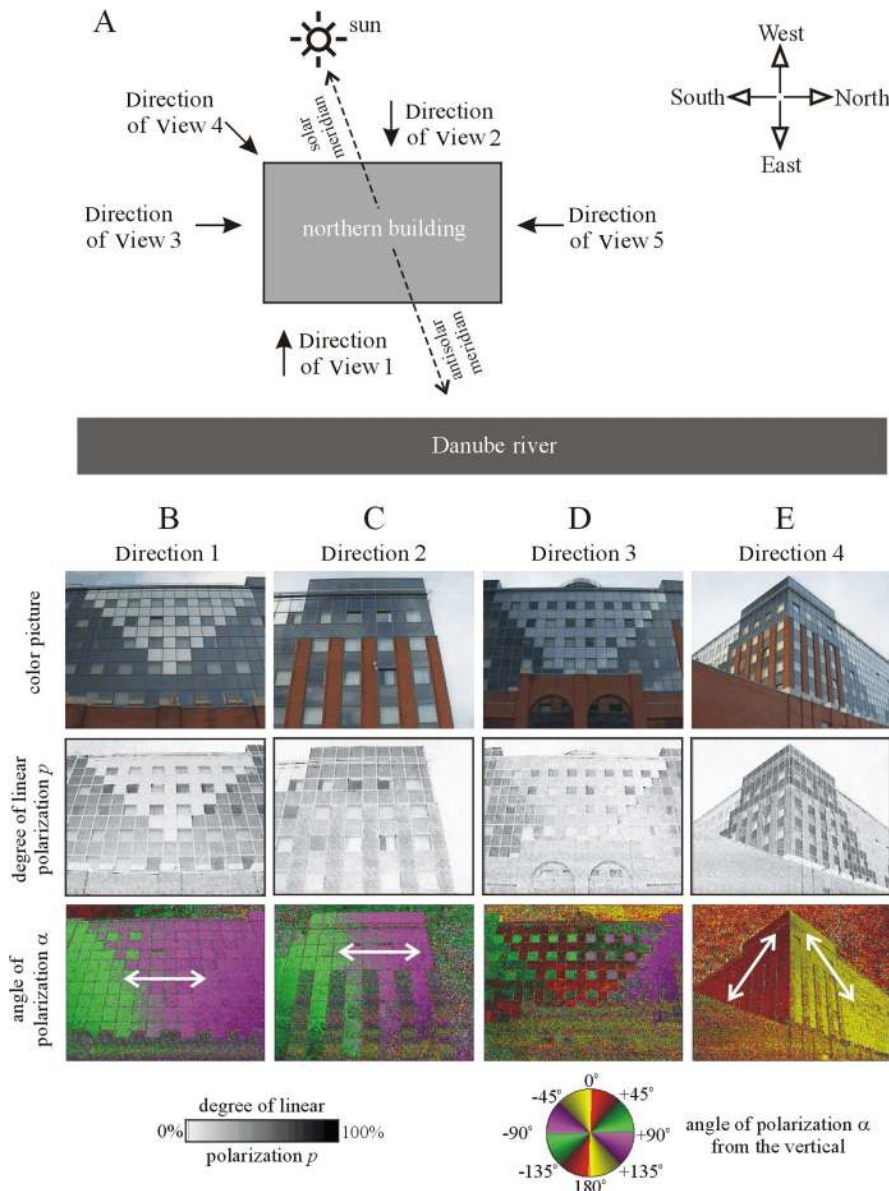 A
sun
West
South
North
East
Direction
of View 4
solar
meridian
Direction
of View 2
Direction
of View 3
northern building
Direction
of View 5
Direction
of View 1
antisolar
meridian
Danube river
B
C
D
E
Direction 1
Direction 2
Direction 3
Direction 4
color picture
degree of linear
polarization p
angle of
polarization α
degree of linear
0%
100%
polarization p
0°
-45°
+45°
-90°
+90°
-135°
+135°
180°
angle of polarization α
from the vertical